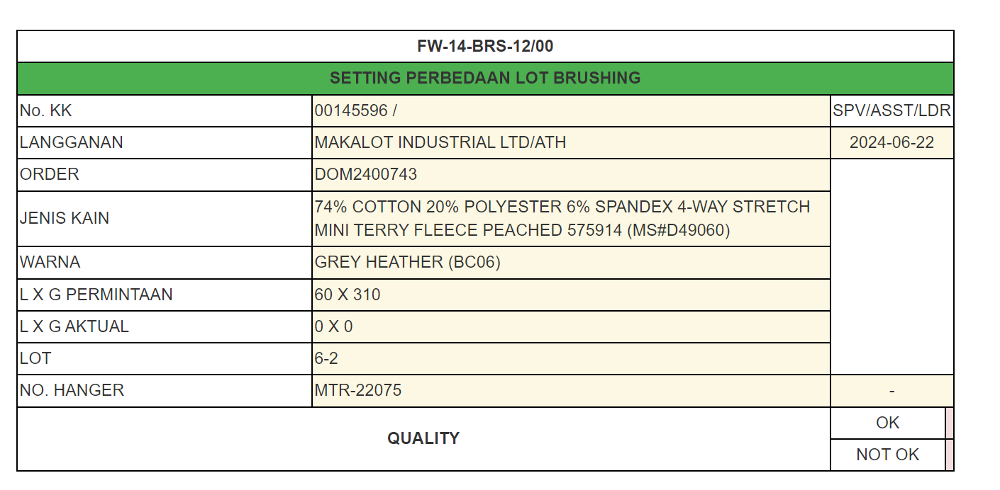 FW-14-BRS-12/00
SETTING PERBEDAAN LOT BRUSHING
No. KK 00145596 / SPV/ASST/LDR
LANGGANAN MAKALOT INDUSTRIAL LTD/ATH 2024-06-22
ORDER DOM2400743
JENIS KAIN 74% COTTON 20% POLYESTER 6% SPANDEX 4-WAY STRETCH
MINI TERRY FLEECE PEACHED 575914 (MS#D49060)
WARNA GREY HEATHER (BC06)
L X G PERMINTAAN 60 X 310
L X G AKTUAL 0 X 0
LOT 6-2
NO. HANGER MTR-22075 -
QUALITY OK
NOT OK